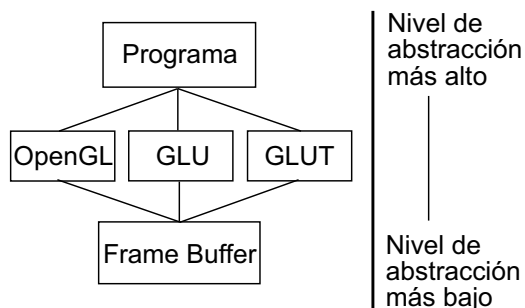 Programa
OpenGL
GLU
GLUT
Frame Buffer
Nivel de
abstracción
más alto
Nivel de
abstracción
más bajo